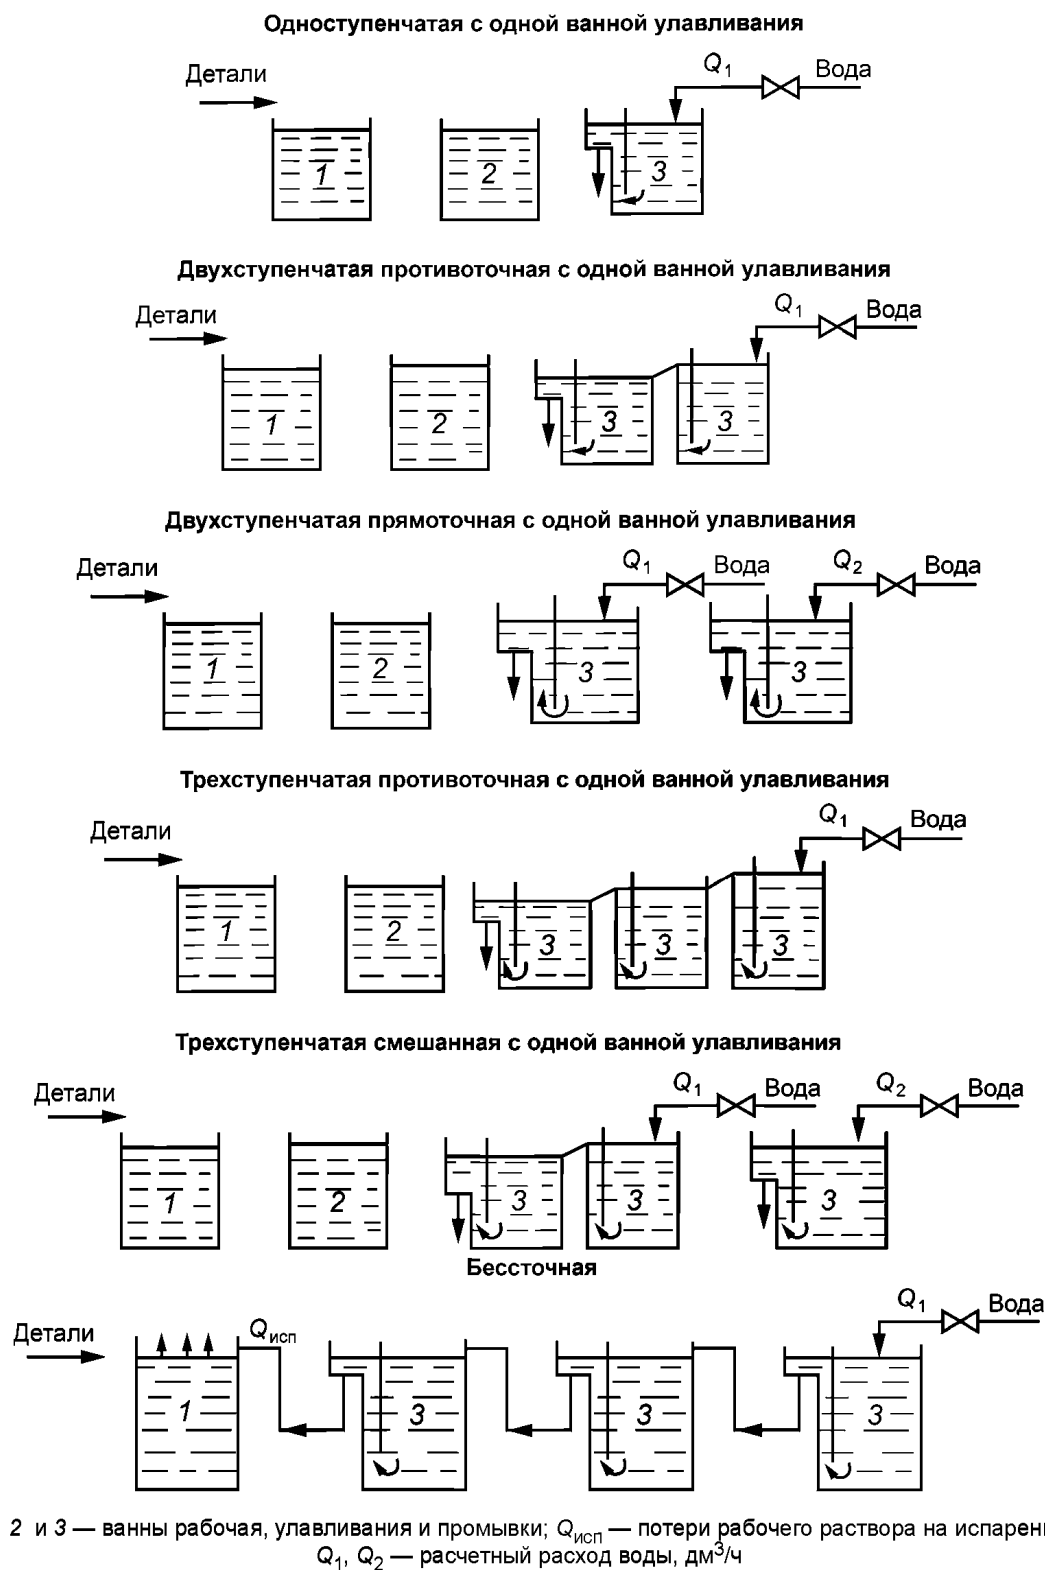 Одноступенчатая с одной ванной улавливания
Детали
Q₁
Вода
1
2
3
Двухступенчатая противоточная с одной ванной улавливания
Детали
Q₁
Вода
1
2
3
3
Двухступенчатая прямоточная с одной ванной улавливания
Детали
Q₁
Вода
Q₂
Вода
1
2
3
3
Трехступенчатая противоточная с одной ванной улавливания
Детали
Q₁
Вода
1
2
3
3
3
Трехступенчатая смешанная с одной ванной улавливания
Детали
Q₁
Вода
Q₂
Вода
1
2
3
3
3
Бессточная
Детали
Qисп
Q₁
Вода
1
3
3
3
2 и 3 — ванны рабочая, улавливания и промывки; Qисп — потери рабочего раствора на испарен
Q₁, Q₂ — расчетный расход воды, дм³/ч